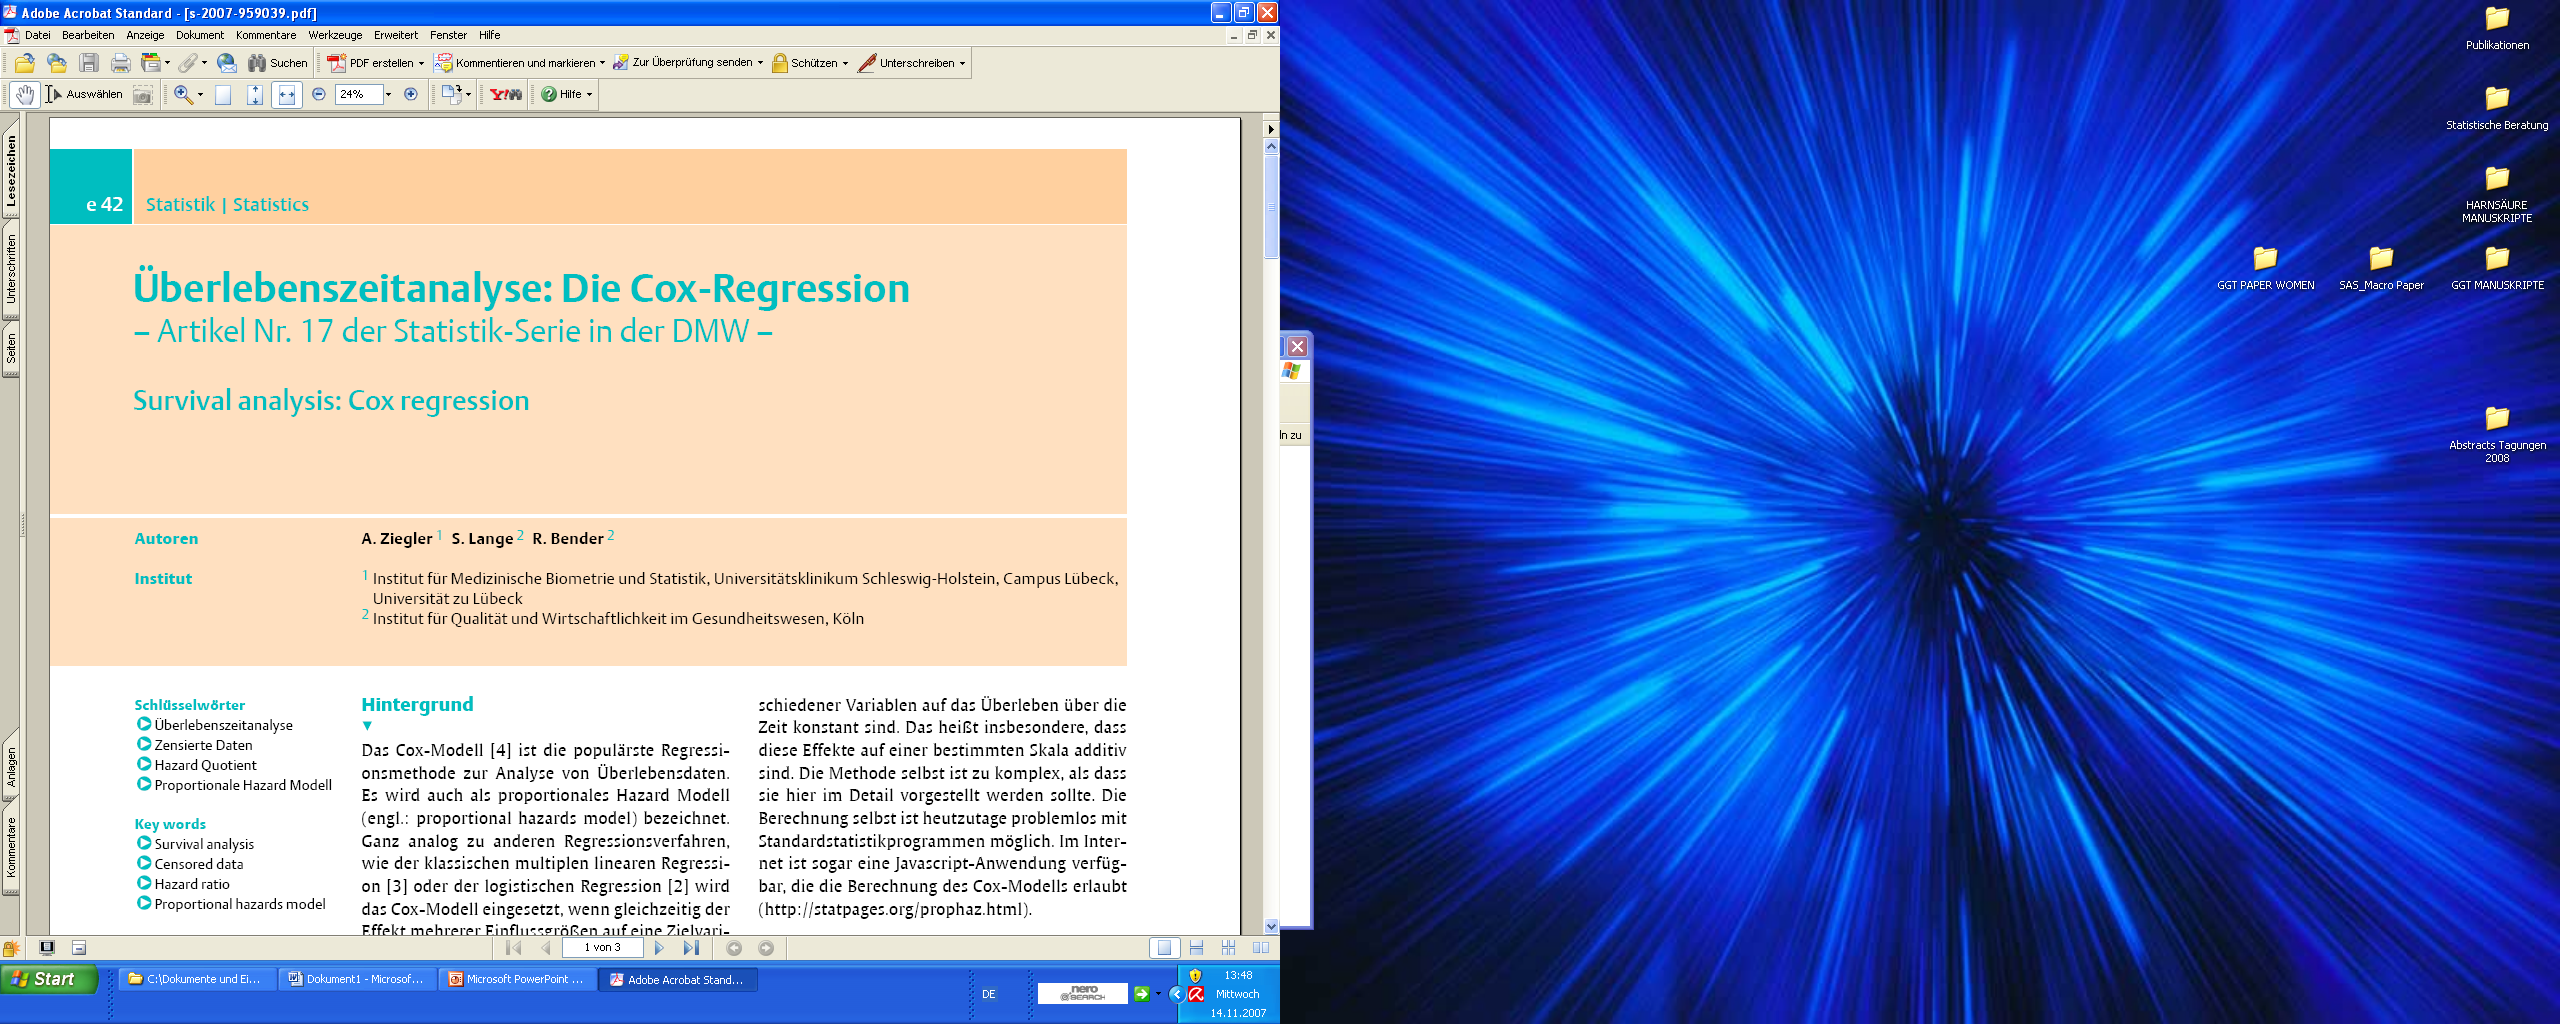 Adobe Acrobat Standard - [s-2007-959039.pdf]
Datei Bearbeiten Anzeige Dokument Kommentare Werkzeuge Erweitert Fenster Hilfe
Suchen PDF erstellen Kommentieren und markieren Zur Überprüfung senden Schützen Unterschreiben
Auswählen 24% Y! Hilfe
Lesezeichen
Unterschriften
Seiten
Anlagen
Kommentare
e 42 Statistik | Statistics
Überlebenszeitanalyse: Die Cox-Regression
– Artikel Nr. 17 der Statistik-Serie in der DMW –
Survival analysis: Cox regression
Autoren A. Ziegler 1 S. Lange 2 R. Bender 2
Institut 1 Institut für Medizinische Biometrie und Statistik, Universitätsklinikum Schleswig-Holstein, Campus Lübeck,
Universität zu Lübeck
2 Institut für Qualität und Wirtschaftlichkeit im Gesundheitswesen, Köln
Schlüsselwörter
Überlebenszeitanalyse
Zensierte Daten
Hazard Quotient
Proportionale Hazard Modell
Key words
Survival analysis
Censored data
Hazard ratio
Proportional hazards model
Hintergrund
Das Cox-Modell [4] ist die populärste Regressi-
onsmethode zur Analyse von Überlebensdaten.
Es wird auch als proportionales Hazard Modell
(engl.: proportional hazards model) bezeichnet.
Ganz analog zu anderen Regressionsverfahren,
wie der klassischen multiplen linearen Regressi-
on [3] oder der logistischen Regression [2] wird
das Cox-Modell eingesetzt, wenn gleichzeitig der
Effekt mehrerer Einflussgrößen auf eine Zielvari-
schiedener Variablen auf das Überleben über die
Zeit konstant sind. Das heißt insbesondere, dass
diese Effekte auf einer bestimmten Skala additiv
sind. Die Methode selbst ist zu komplex, als dass
sie hier im Detail vorgestellt werden sollte. Die
Berechnung selbst ist heutzutage problemlos mit
Standardstatistikprogrammen möglich. Im Inter-
net ist sogar eine Javascript-Anwendung verfüg-
bar, die die Berechnung des Cox-Modells erlaubt
(http://statpages.org/prophaz.html).
1 von 3
Start C:\Dokumente und Ei... Dokument1 - Microsof... Microsoft PowerPoint ... Adobe Acrobat Stand...
DE
nero
SEARCH
13:48
Mittwoch
14.11.2007
ln zu
Publikationen
Statistische Beratung
HARNSÄURE
MANUSKRIPTE
GGT PAPER WOMEN SAS_Macro Paper GGT MANUSKRIPTE
Abstracts Tagungen
2008